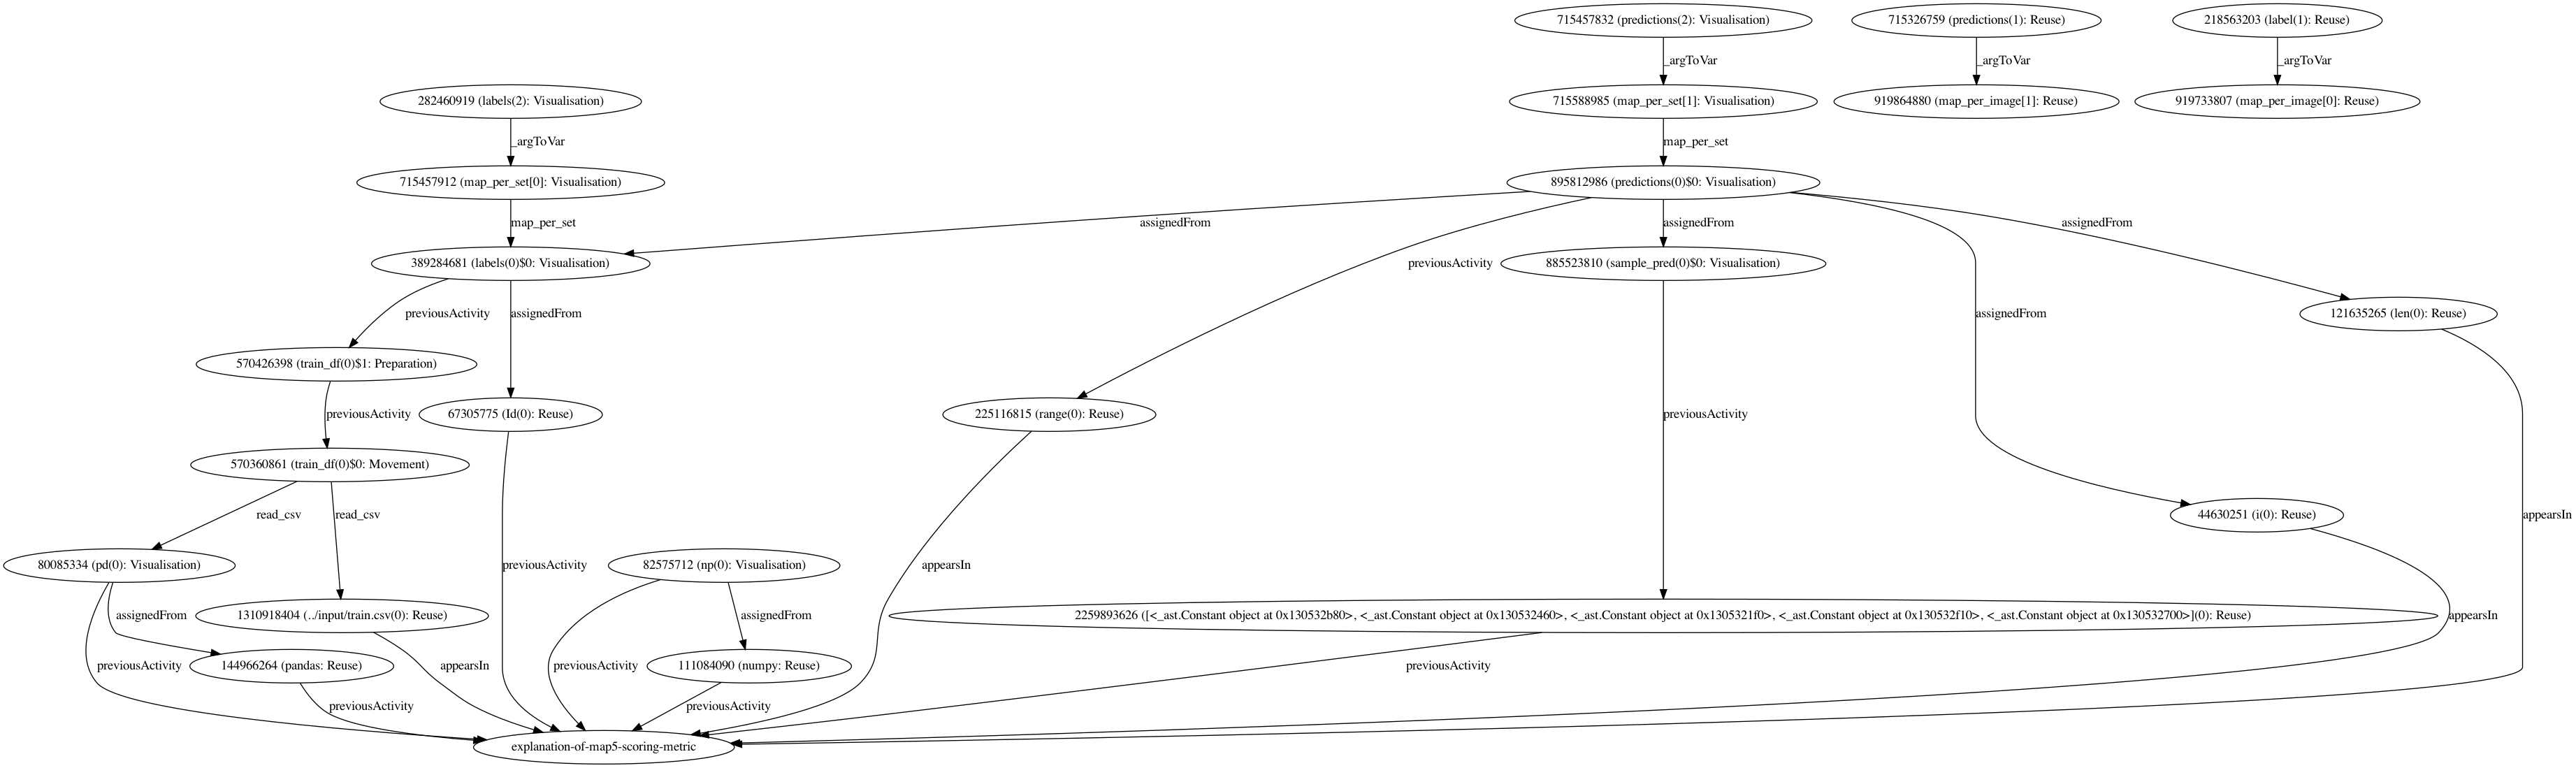 715457832 (predictions(2): Visualisation)
715326759 (predictions(1): Reuse)
218563203 (label(1): Reuse)
_argToVar
_argToVar
_argToVar
282460919 (labels(2): Visualisation)
715588985 (map_per_set[1]: Visualisation)
919864880 (map_per_image[1]: Reuse)
919733807 (map_per_image[0]: Reuse)
_argToVar
map_per_set
715457912 (map_per_set[0]: Visualisation)
895812986 (predictions(0)$0: Visualisation)
map_per_set
assignedFrom
assignedFrom
assignedFrom
389284681 (labels(0)$0: Visualisation)
previousActivity
885523810 (sample_pred(0)$0: Visualisation)
previousActivity
assignedFrom
assignedFrom
121635265 (len(0): Reuse)
570426398 (train_df(0)$1: Preparation)
previousActivity
67305775 (Id(0): Reuse)
225116815 (range(0): Reuse)
previousActivity
570360861 (train_df(0)$0: Movement)
read_csv
read_csv
44630251 (i(0): Reuse)
appearsIn
80085334 (pd(0): Visualisation)
previousActivity
82575712 (np(0): Visualisation)
appearsIn
assignedFrom
1310918404 (../input/train.csv(0): Reuse)
assignedFrom
2259893626 ([<_ast.Constant object at 0x130532b80>, <_ast.Constant object at 0x130532460>, <_ast.Constant object at 0x1305321f0>, <_ast.Constant object at 0x130532f10>, <_ast.Constant object at 0x130532700>](0): Reuse)
appearsIn
previousActivity
144966264 (pandas: Reuse)
appearsIn
previousActivity
111084090 (numpy: Reuse)
previousActivity
previousActivity
previousActivity
explanation-of-map5-scoring-metric